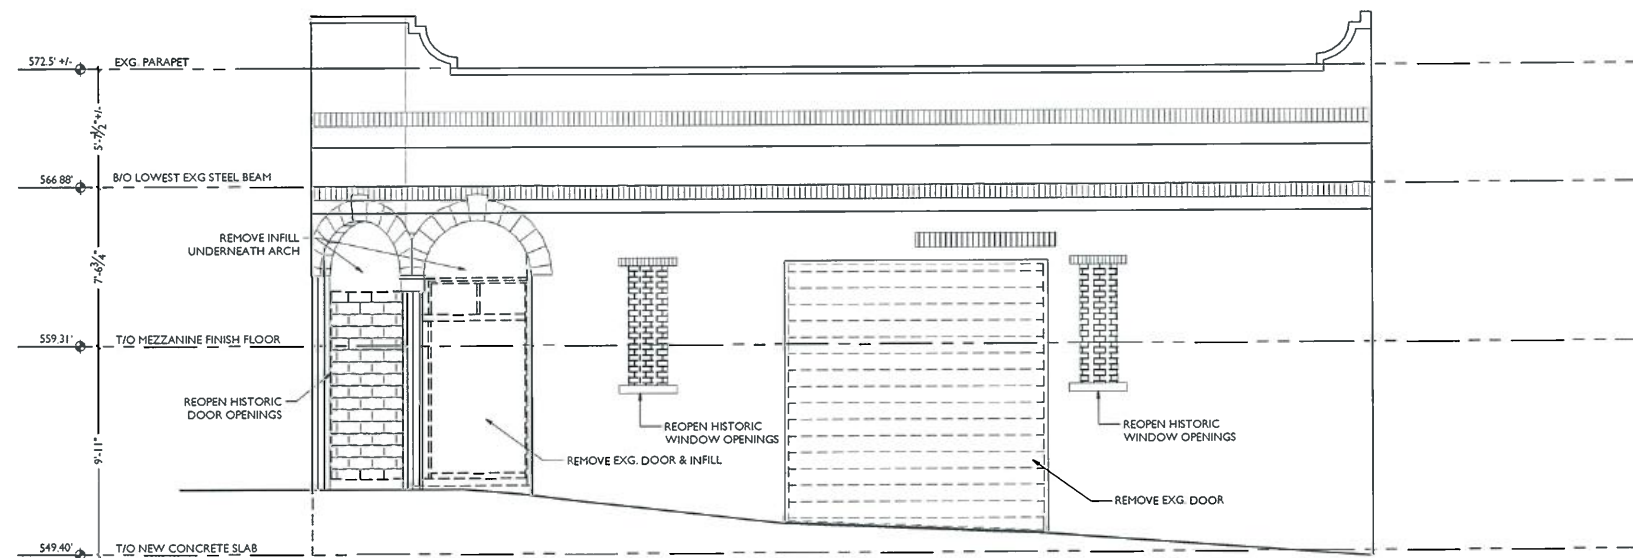 572.5' +/-
EXG. PARAPET
5'-7 1/2"+/-
566 88'
B/O LOWEST EXG STEEL BEAM
REMOVE INFILL
UNDERNEATH ARCH
7'-6 3/4"
559.31'
T/O MEZZANINE FINISH FLOOR
REOPEN HISTORIC
DOOR OPENINGS
REOPEN HISTORIC
WINDOW OPENINGS
REOPEN HISTORIC
WINDOW OPENINGS
9'-11"
REMOVE EXG. DOOR & INFILL
REMOVE EXG. DOOR
549.40'
T/O NEW CONCRETE SLAB